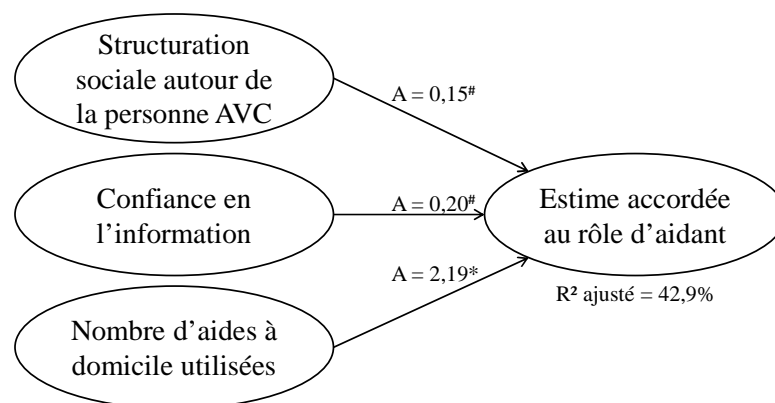 Structuration
sociale autour de
la personne AVC
A = 0,15#
Confiance en
l’information
A = 0,20#
Estime accordée
au rôle d’aidant
A = 2,19*
R² ajusté = 42,9%
Nombre d’aides à
domicile utilisées